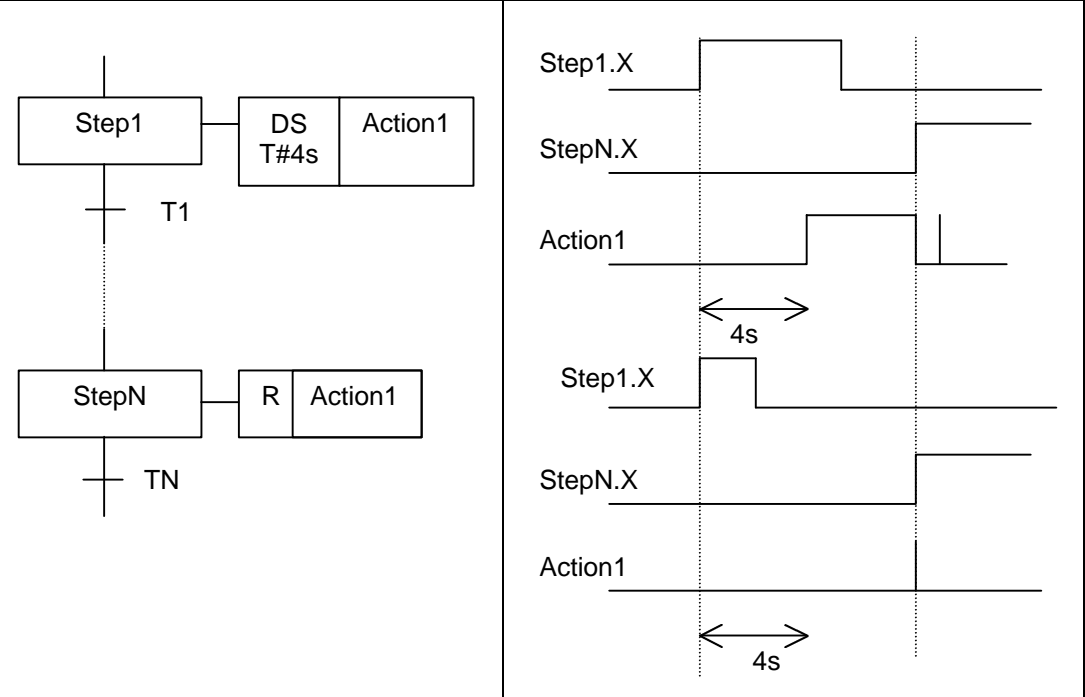 Step1
DS
T#4s
Action1
T1
StepN
R
Action1
TN
Step1.X
StepN.X
Action1
4s
Step1.X
StepN.X
Action1
4s